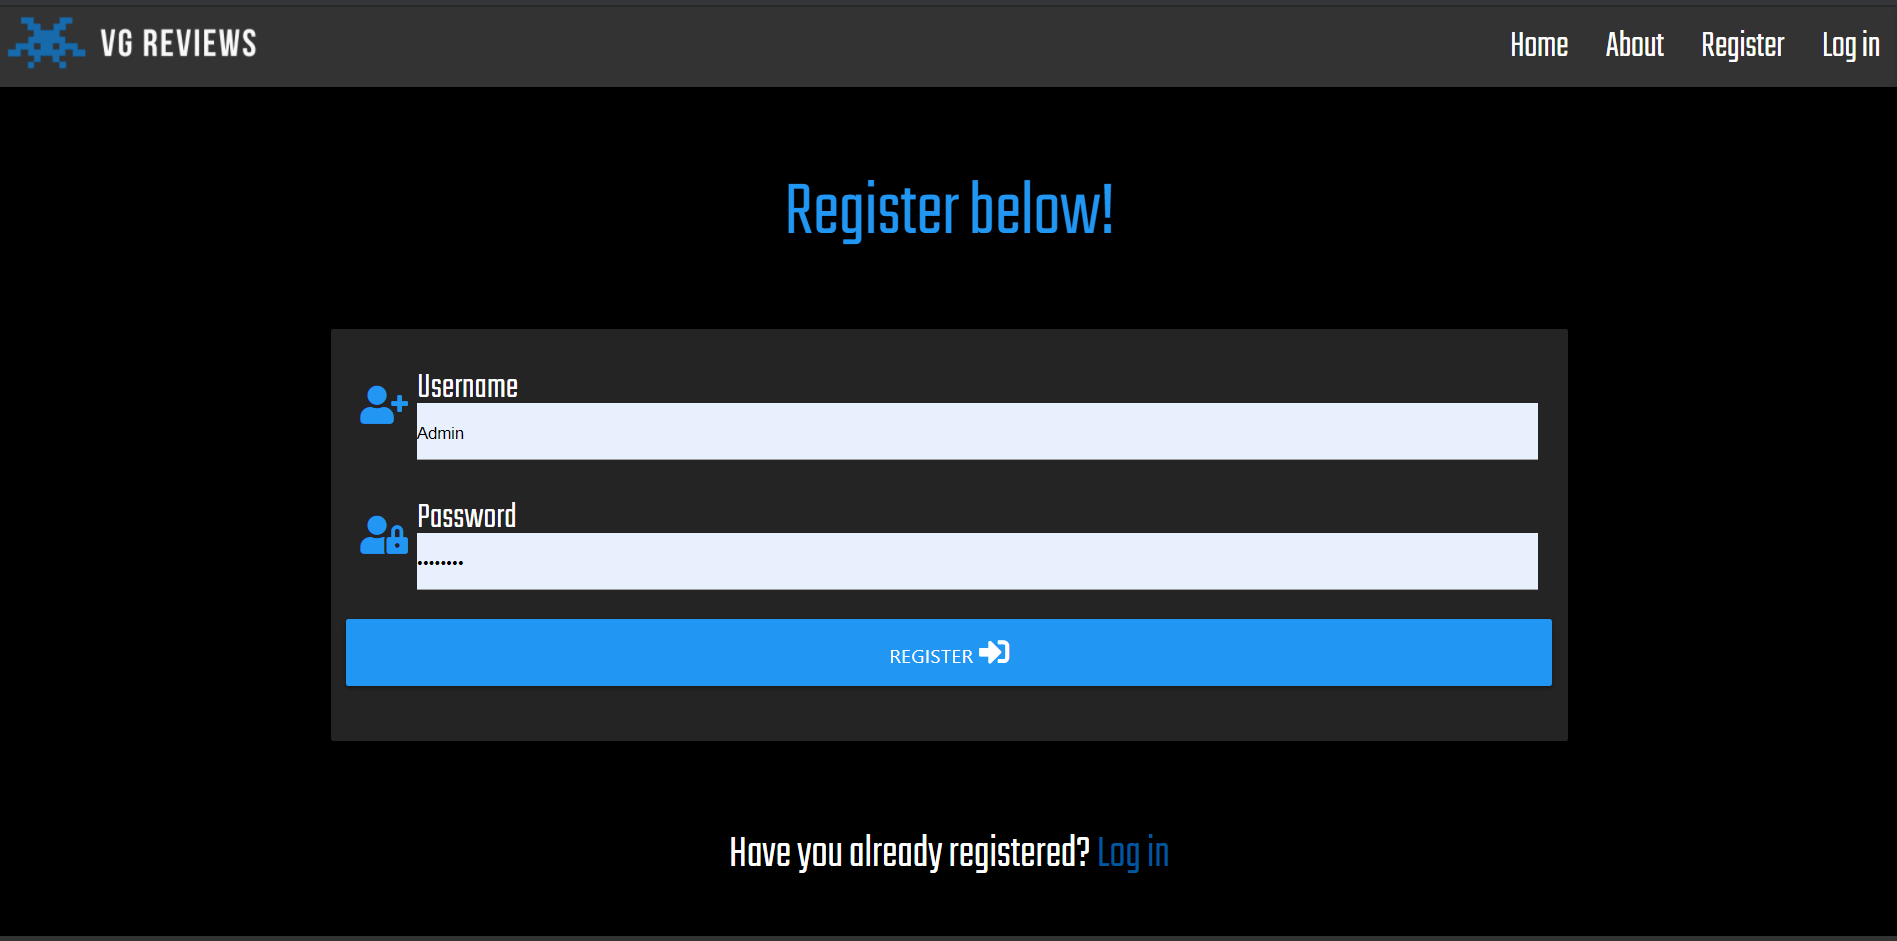 VG REVIEWS
Home About Register Log in
Register below!
Username
Admin
Password
••••••••
REGISTER
Have you already registered? Log in